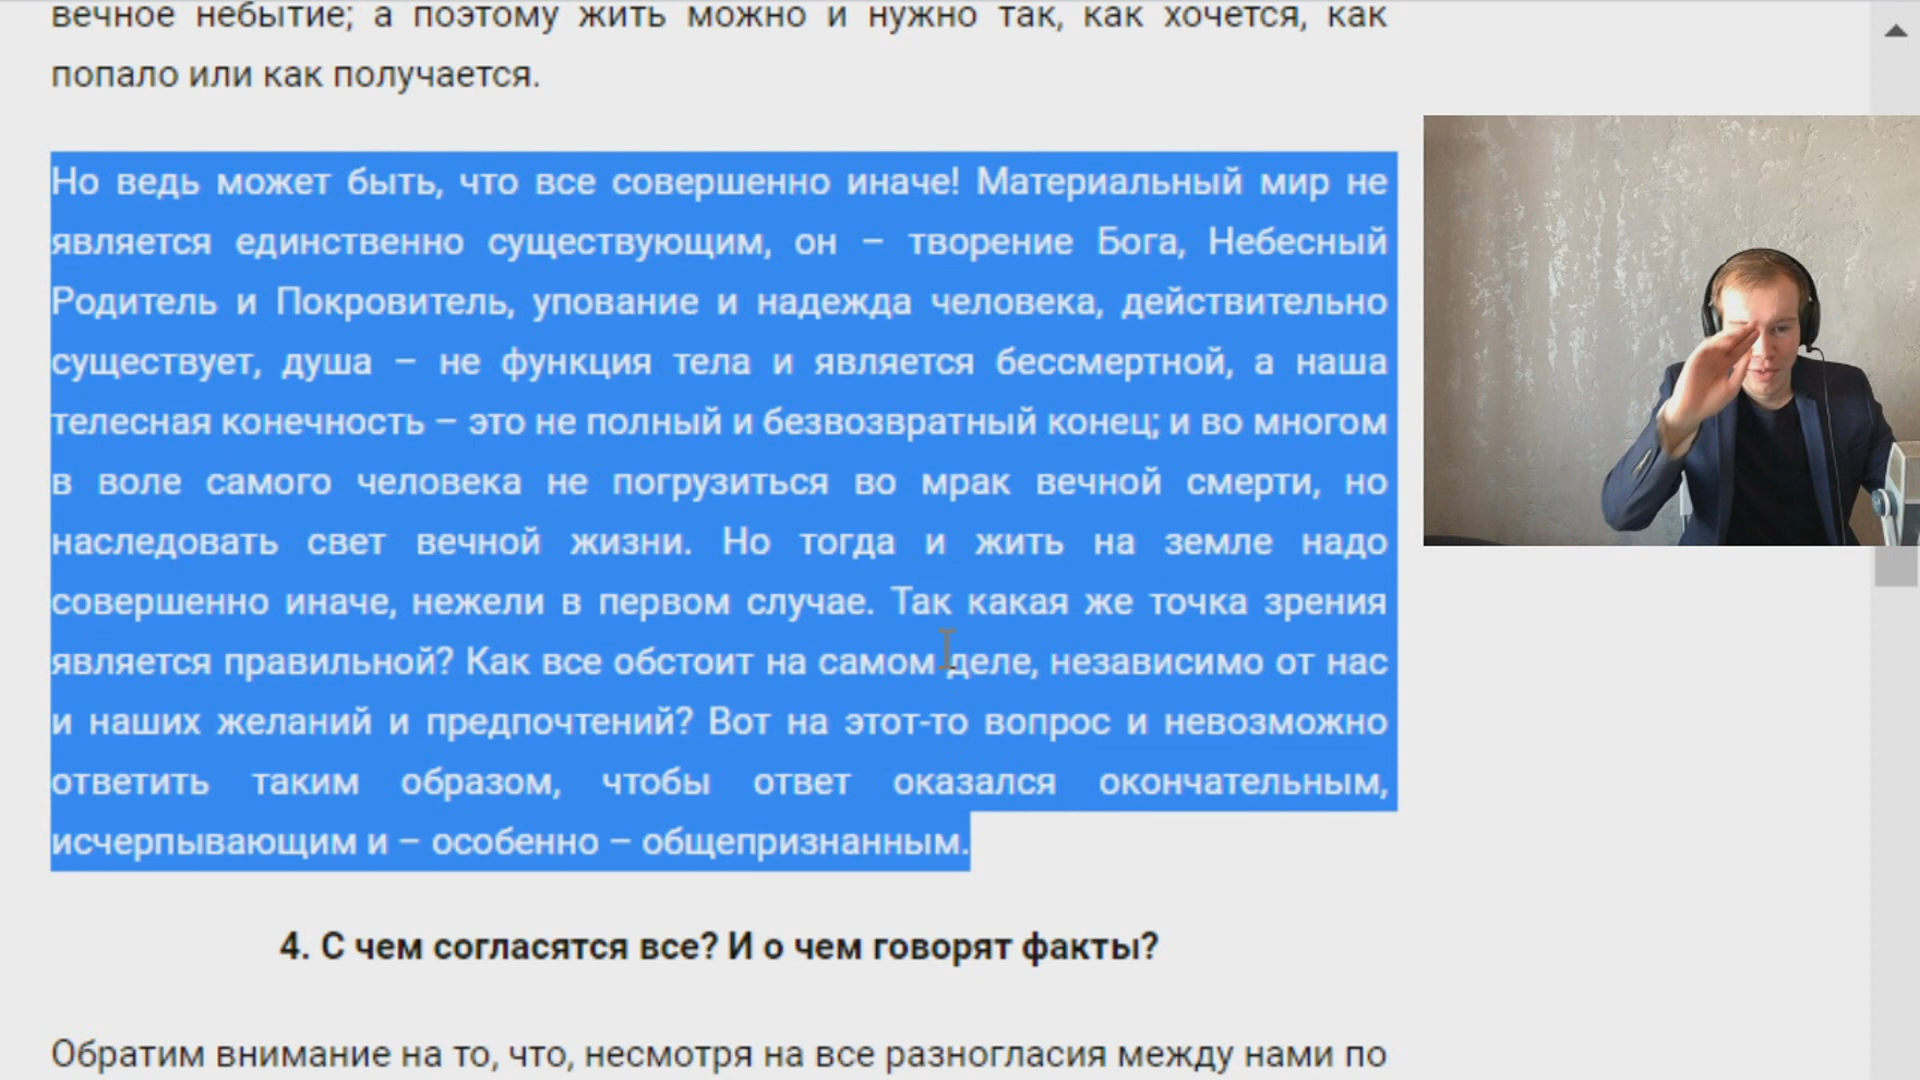 вечное небытие; а поэтому жить можно и нужно так, как хочется, как
попало или как получается.
Но ведь может быть, что все совершенно иначе! Материальный мир не
является единственно существующим, он – творение Бога, Небесный
Родитель и Покровитель, упование и надежда человека, действительно
существует, душа – не функция тела и является бессмертной, а наша
телесная конечность – это не полный и безвозвратный конец; и во многом
в воле самого человека не погрузиться во мрак вечной смерти, но
наследовать свет вечной жизни. Но тогда и жить на земле надо
совершенно иначе, нежели в первом случае. Так какая же точка зрения
является правильной? Как все обстоит на самом деле, независимо от нас
и наших желаний и предпочтений? Вот на этот-то вопрос и невозможно
ответить таким образом, чтобы ответ оказался окончательным,
исчерпывающим и – особенно – общепризнанным.
4. С чем согласятся все? И о чем говорят факты?
Обратим внимание на то, что, несмотря на все разногласия между нами по